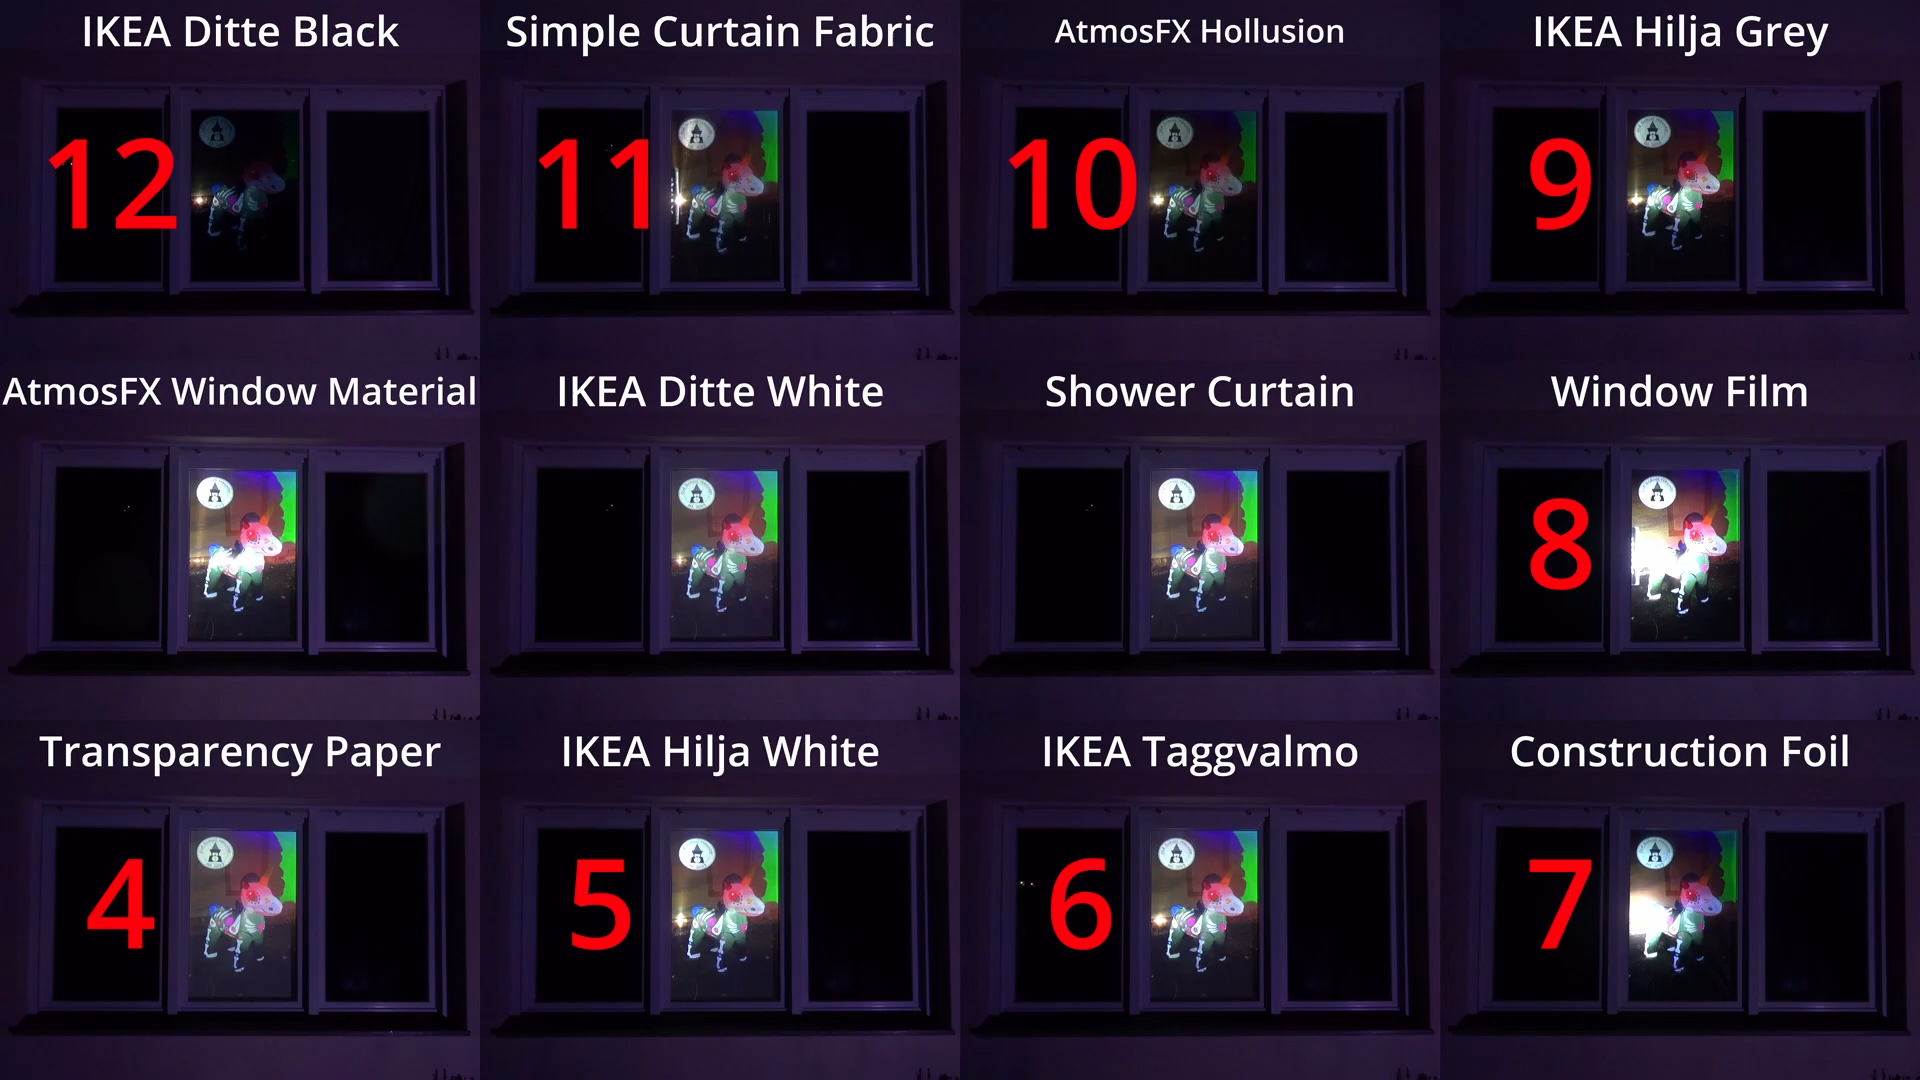 IKEA Ditte Black
12
Simple Curtain Fabric
11
AtmosFX Hollusion
10
IKEA Hilja Grey
9
AtmosFX Window Material
IKEA Ditte White
Shower Curtain
Window Film
8
Transparency Paper
4
IKEA Hilja White
5
IKEA Taggvalmo
6
Construction Foil
7